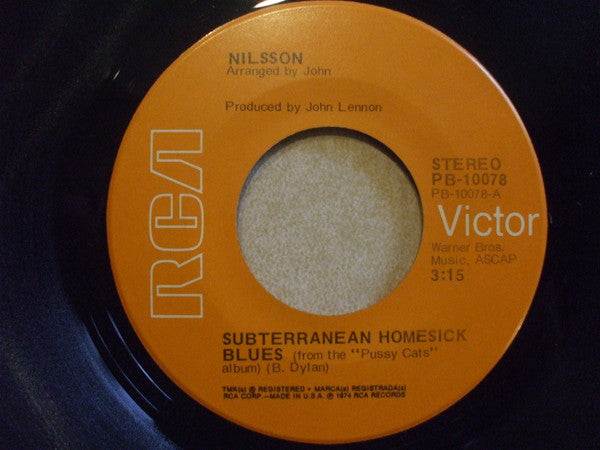 NILSSON
Arranged by John
Produced by John Lennon
RCA
STEREO
PB-10078
PB-10078-A
Victor
Warner Bros.
Music, ASCAP
3:15
SUBTERRANEAN HOMESICK
BLUES (from the "Pussy Cats"
album) (B. Dylan)
TMK(s) ® REGISTERED • MARCA(s) REGISTRADA(s)
RCA CORP.—MADE IN U.S.A. ℗ 1974 RCA RECORDS